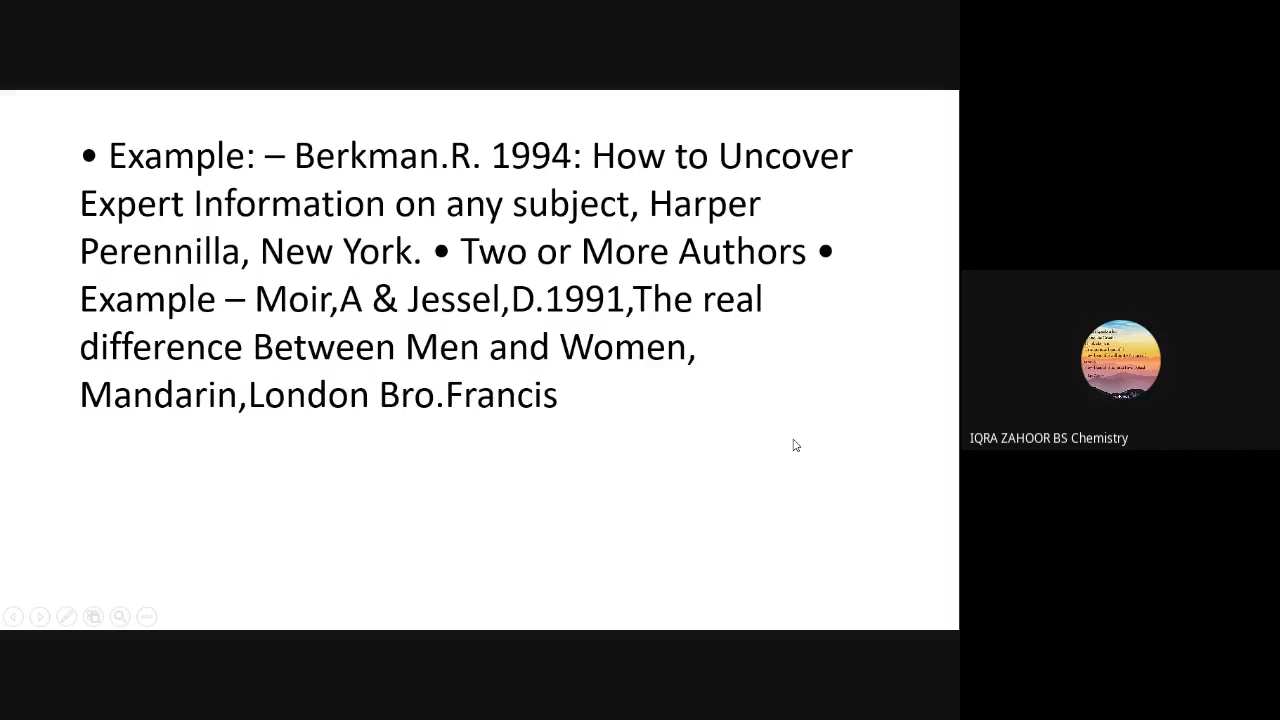 • Example: – Berkman.R. 1994: How to Uncover
Expert Information on any subject, Harper
Perennilla, New York. • Two or More Authors •
Example – Moir,A & Jessel,D.1991,The real
difference Between Men and Women,
Mandarin,London Bro.Francis
IQRA ZAHOOR BS Chemistry